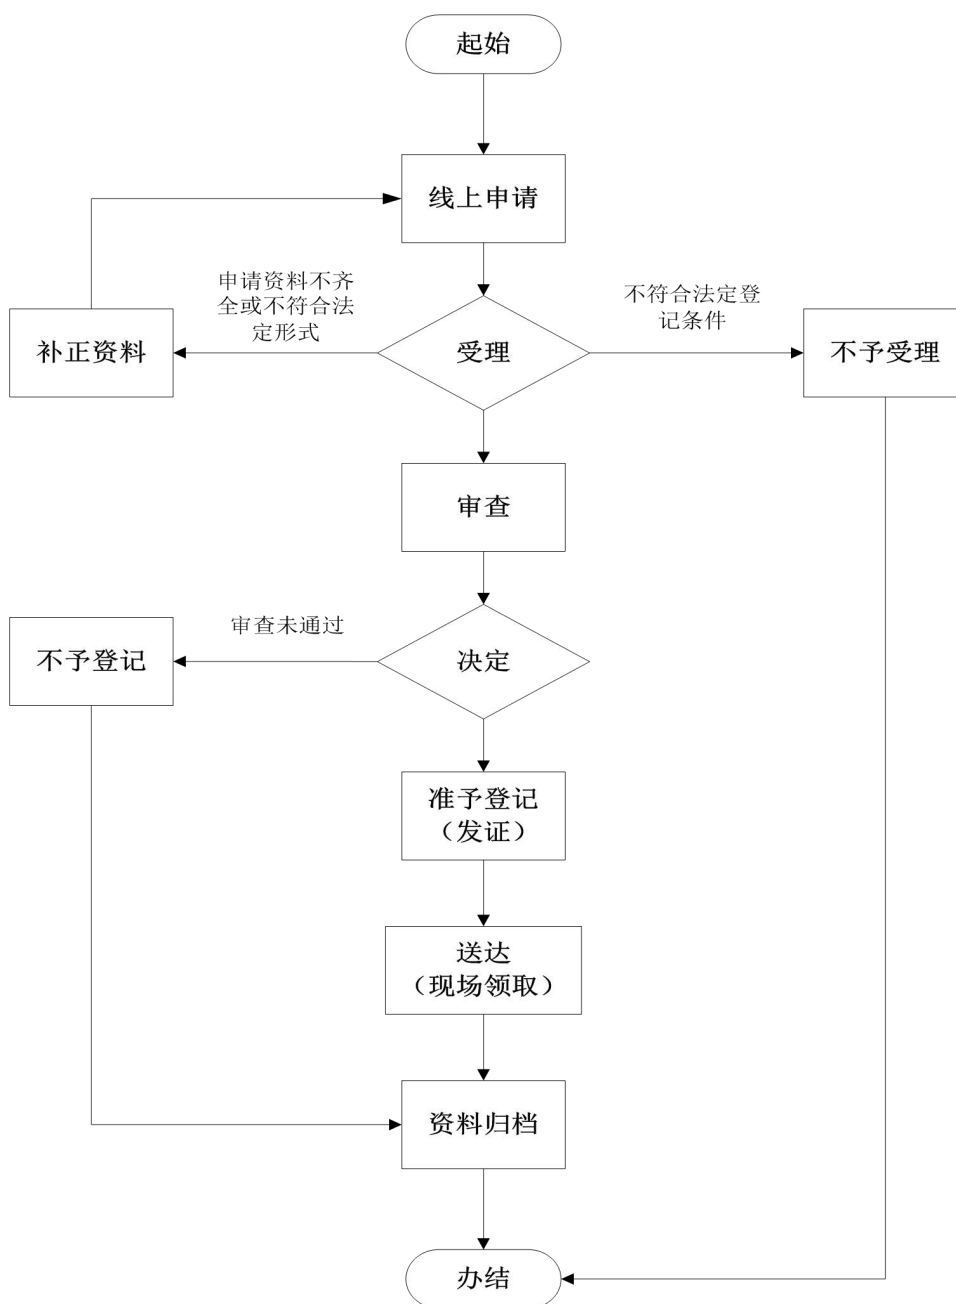 起始
线上申请
申请资料不齐
全或不符合法
定形式
不符合法定登
记条件
补正资料
受理
不予受理
审查
审查未通过
不予登记
决定
准予登记
（发证）
送达
（现场领取）
资料归档
办结